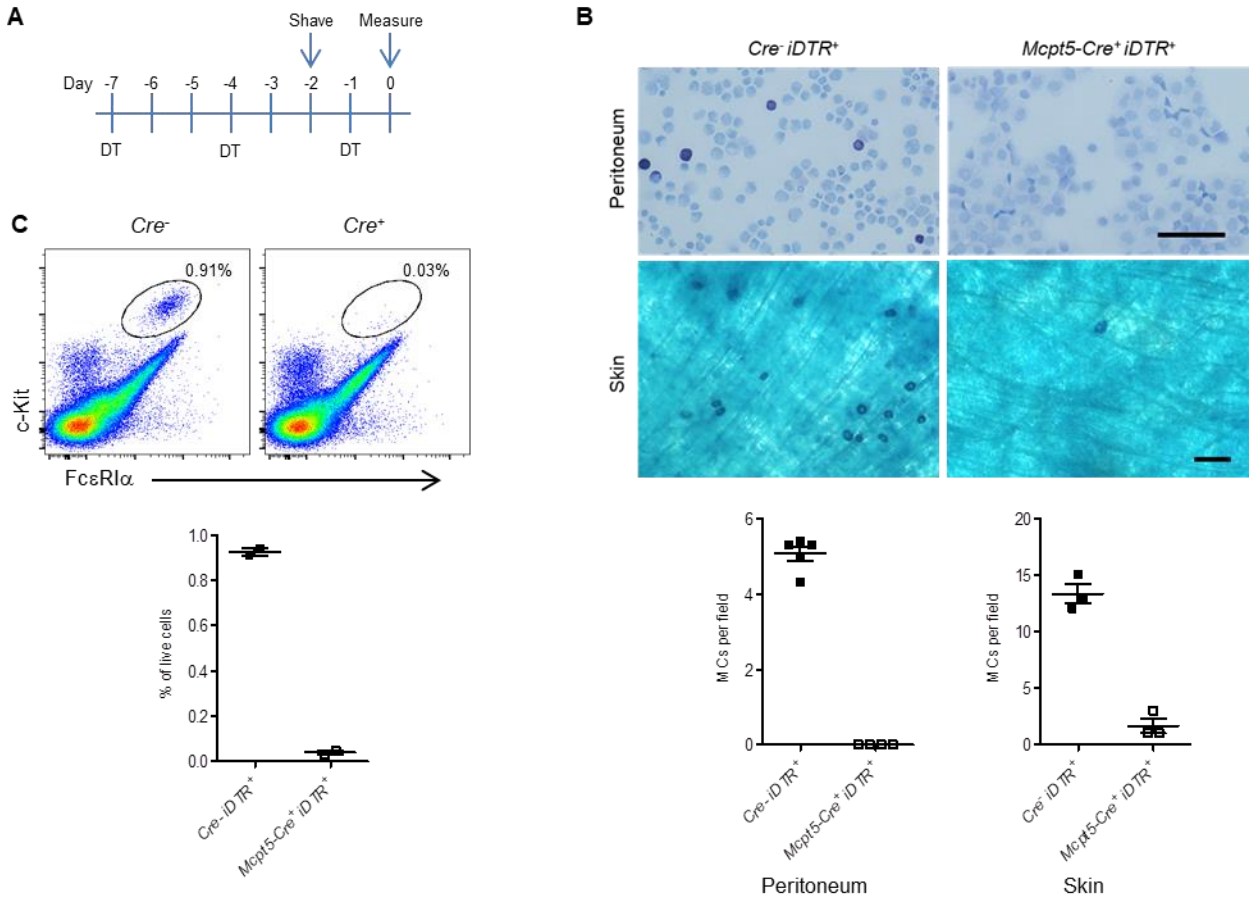 A
Shave Measure
Day -7 -6 -5 -4 -3 -2 -1 0
DT DT DT
B
Cre- iDTR+ Mcpt5-Cre+ iDTR+
Peritoneum
Skin
C
Cre- Cre+
0.91% 0.03%
c-Kit
FcεRIα
1.0
0.8
0.6
0.4
0.2
0.0
% of live cells
Cre- iDTR+
Mcpt5-Cre+ iDTR+
6
4
2
0
MCs per field
Cre- iDTR+
Mcpt5-Cre+ iDTR+
Peritoneum
20
15
10
5
0
MCs per field
Cre- iDTR+
Mcpt5-Cre+ iDTR+
Skin